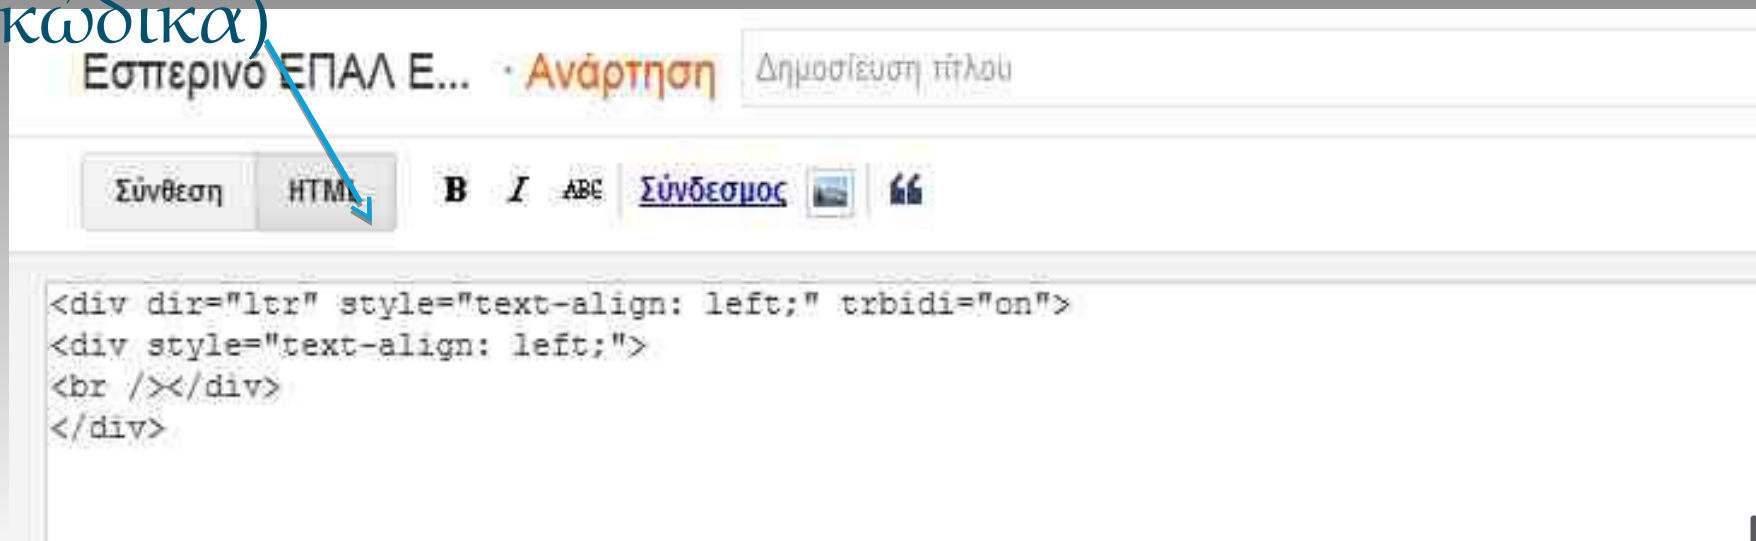 κώδικα)
Εσπερινό ΕΠΑΛ Ε... · Ανάρτηση Δημοσίευση τίτλου
Σύνθεση HTML B I ABC Σύνδεσμος
<div dir="ltr" style="text-align: left;" trbidi="on">
<div style="text-align: left;">
<br /></div>
</div>